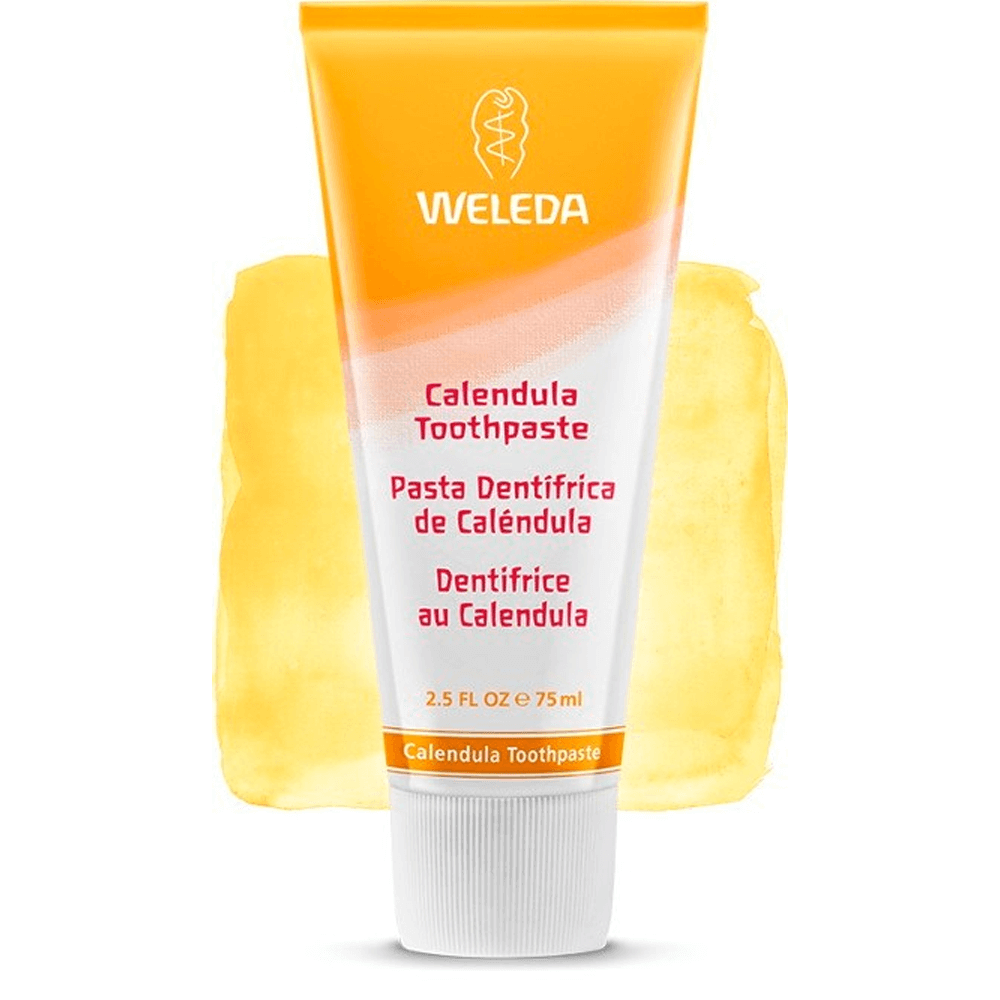 WELEDA
Calendula
Toothpaste
Pasta Dentífrica
de Caléndula
Dentifrice
au Calendula
2.5 FL OZ ℮ 75 ml
Calendula Toothpaste